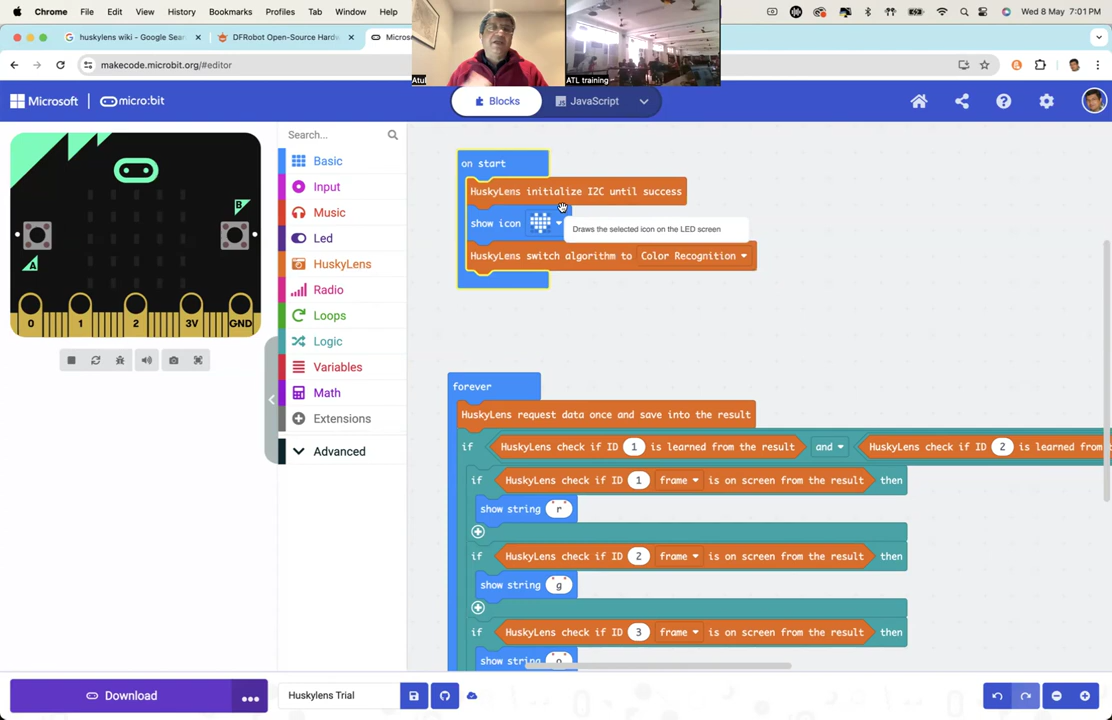 Chrome File Edit View History Bookmarks Profiles Tab Window Help Wed 8 May 7:01 PM
huskylens wiki - Google Sear DFRobot Open-Source Hardw Micros
makecode.microbit.org/#editor
Atul
ATL training
Microsoft micro:bit Blocks JavaScript
Search...
Basic
Input
Music
Led
HuskyLens
Radio
Loops
Logic
Variables
Math
Extensions
Advanced
A
B
0 1 2 3V GND
on start
HuskyLens initialize I2C until success
show icon
Draws the selected icon on the LED screen
HuskyLens switch algorithm to Color Recognition
forever
HuskyLens request data once and save into the result
if HuskyLens check if ID 1 is learned from the result and HuskyLens check if ID 2 is learned from
if HuskyLens check if ID 1 frame is on screen from the result then
show string "r"
if HuskyLens check if ID 2 frame is on screen from the result then
show string "g"
if HuskyLens check if ID 3 frame is on screen from the result then
show string
Download ... Huskylens Trial